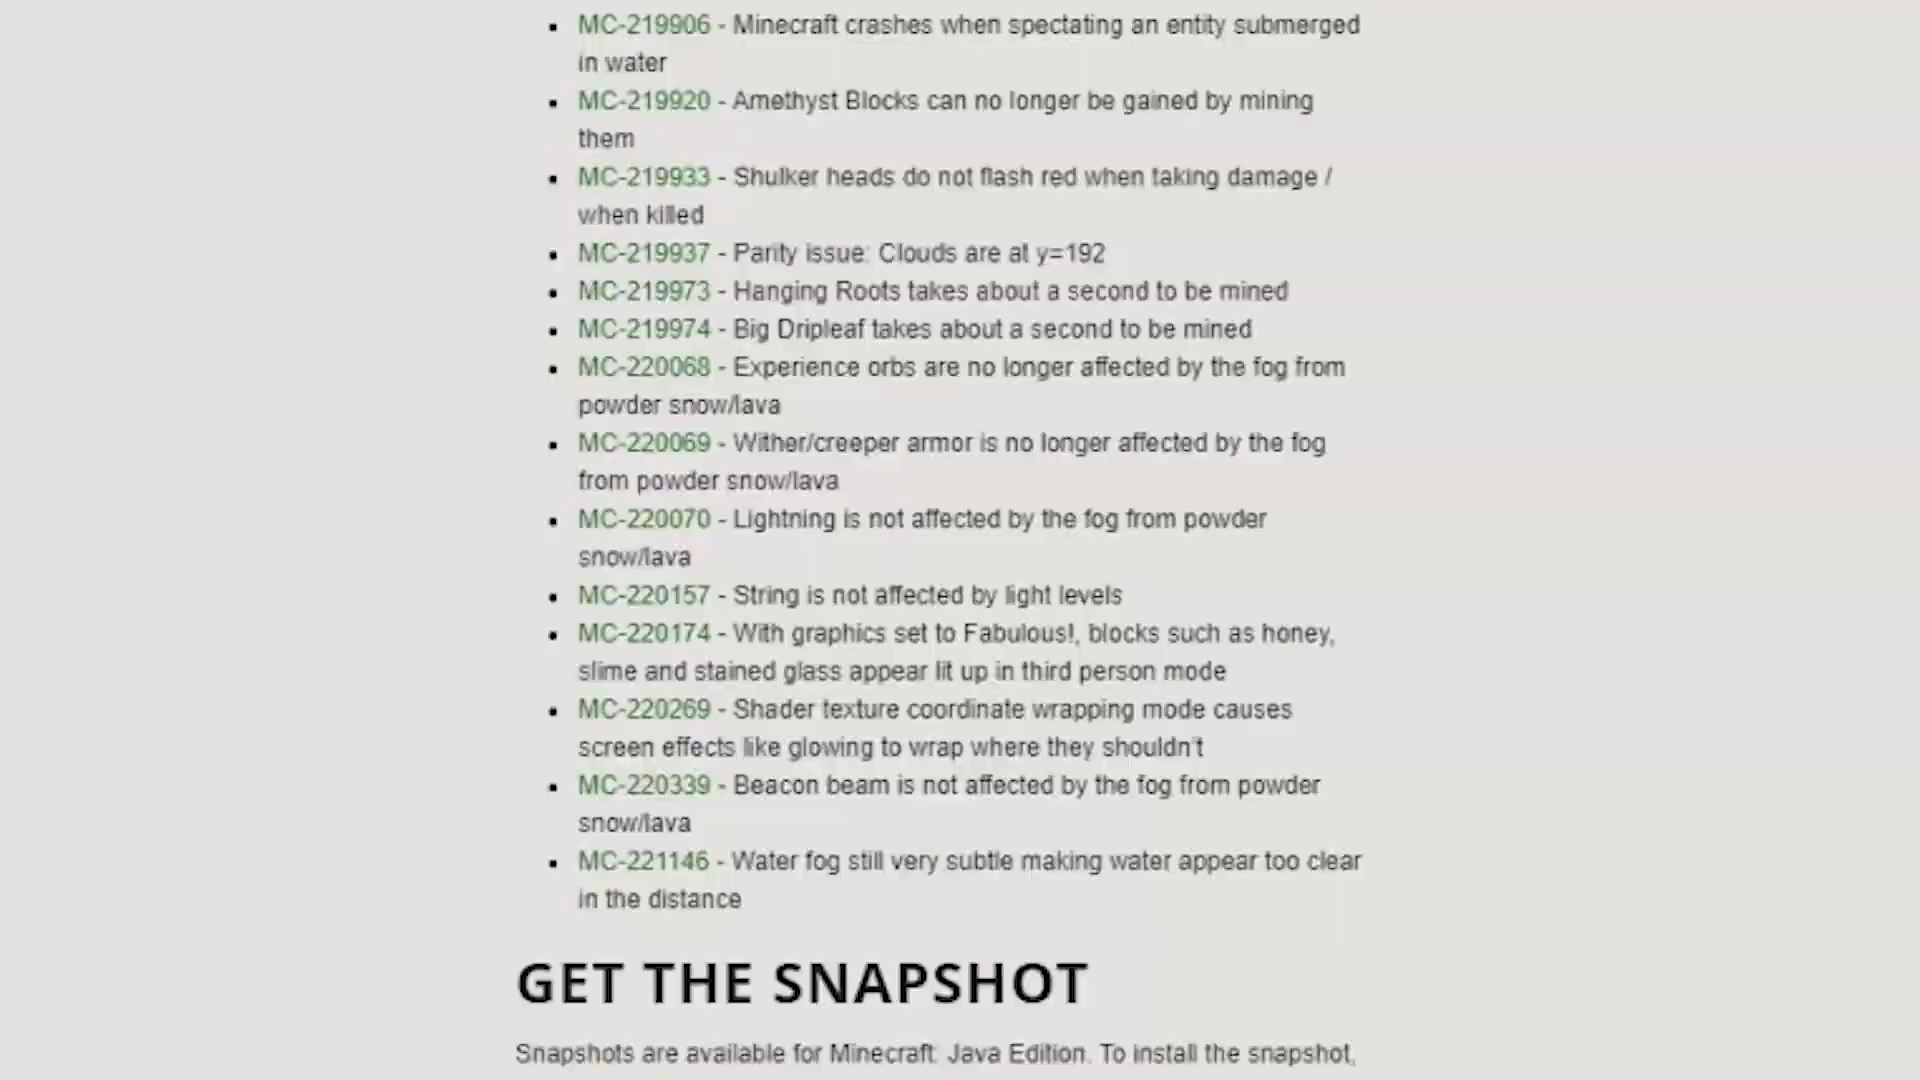 ▪ MC-219906 - Minecraft crashes when spectating an entity submerged
in water
▪ MC-219920 - Amethyst Blocks can no longer be gained by mining
them
▪ MC-219933 - Shulker heads do not flash red when taking damage /
when killed
▪ MC-219937 - Parity issue: Clouds are at y=192
▪ MC-219973 - Hanging Roots takes about a second to be mined
▪ MC-219974 - Big Dripleaf takes about a second to be mined
▪ MC-220068 - Experience orbs are no longer affected by the fog from
powder snow/lava
▪ MC-220069 - Wither/creeper armor is no longer affected by the fog
from powder snow/lava
▪ MC-220070 - Lightning is not affected by the fog from powder
snow/lava
▪ MC-220157 - String is not affected by light levels
▪ MC-220174 - With graphics set to Fabulous!, blocks such as honey,
slime and stained glass appear lit up in third person mode
▪ MC-220269 - Shader texture coordinate wrapping mode causes
screen effects like glowing to wrap where they shouldn't
▪ MC-220339 - Beacon beam is not affected by the fog from powder
snow/lava
▪ MC-221146 - Water fog still very subtle making water appear too clear
in the distance
GET THE SNAPSHOT
Snapshots are available for Minecraft: Java Edition. To install the snapshot,